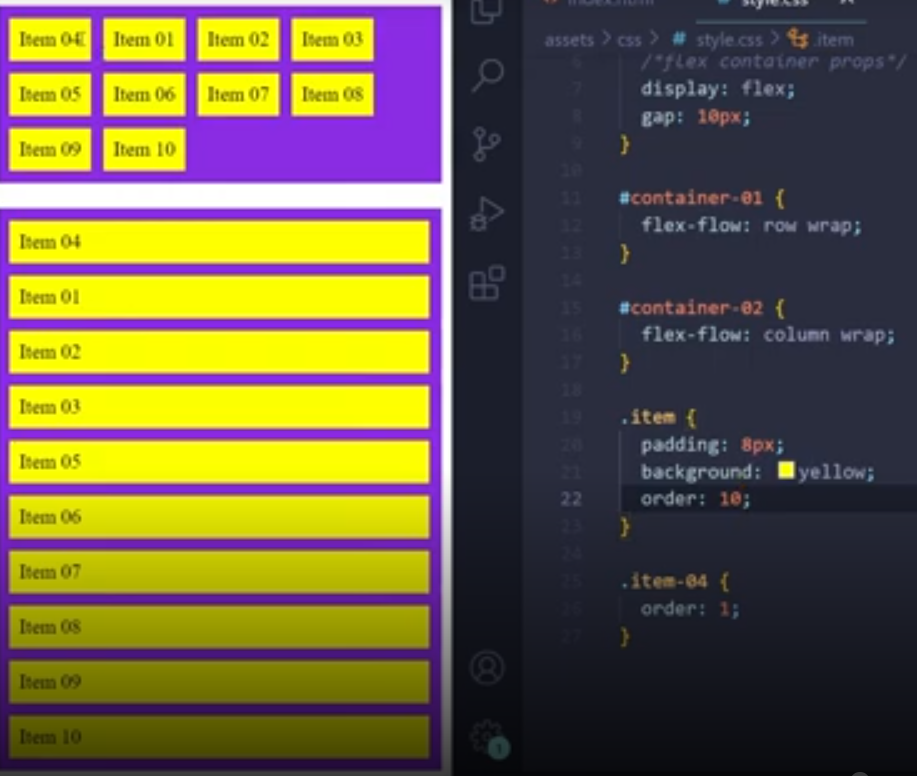 Item 04 Item 01 Item 02 Item 03
Item 05 Item 06 Item 07 Item 08
Item 09 Item 10
Item 04
Item 01
Item 02
Item 03
Item 05
Item 06
Item 07
Item 08
Item 09
Item 10
index.html style.css
assets > css > # style.css > .item
6 /*flex container props*/
7 display: flex;
8 gap: 10px;
9 }
10
11 #container-01 {
12 flex-flow: row wrap;
13 }
14
15 #container-02 {
16 flex-flow: column wrap;
17 }
18
19 .item {
20 padding: 8px;
21 background: yellow;
22 order: 10;
23 }
24
25 .item-04 {
26 order: 1;
27 }
1